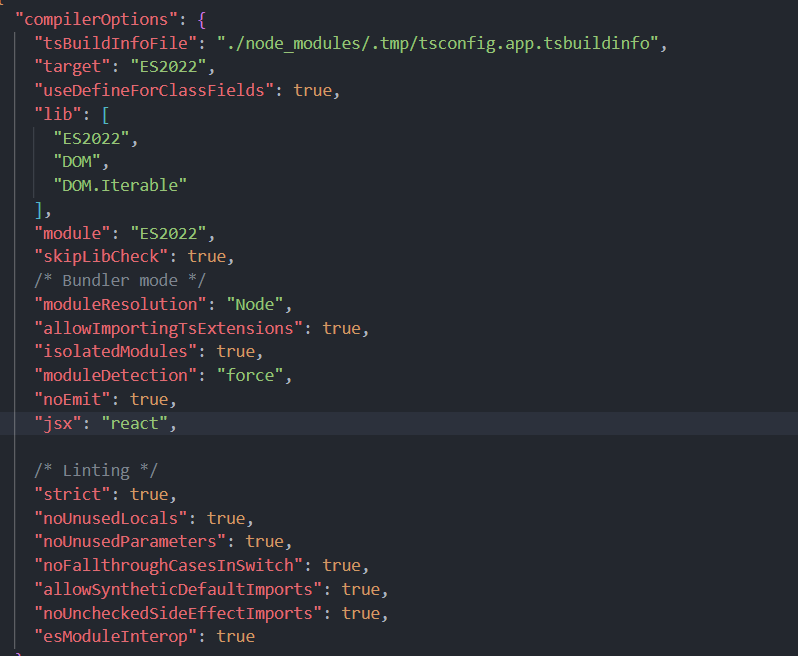 "compilerOptions": {
"tsBuildInfoFile": "./node_modules/.tmp/tsconfig.app.tsbuildinfo",
"target": "ES2022",
"useDefineForClassFields": true,
"lib": [
"ES2022",
"DOM",
"DOM.Iterable"
],
"module": "ES2022",
"skipLibCheck": true,
/* Bundler mode */
"moduleResolution": "Node",
"allowImportingTsExtensions": true,
"isolatedModules": true,
"moduleDetection": "force",
"noEmit": true,
"jsx": "react",
/* Linting */
"strict": true,
"noUnusedLocals": true,
"noUnusedParameters": true,
"noFallthroughCasesInSwitch": true,
"allowSyntheticDefaultImports": true,
"noUncheckedSideEffectImports": true,
"esModuleInterop": true